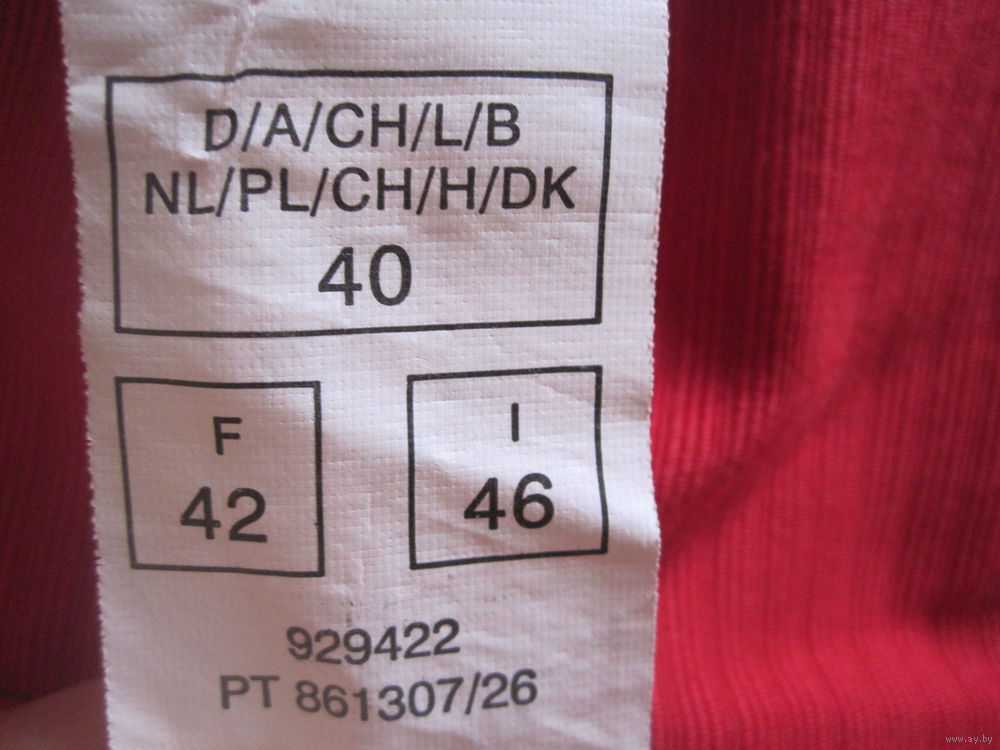 D/A/CH/L/B
NL/PL/CH/H/DK
40
F
42
I
46
929422
PT 861307/26
www.ay.by